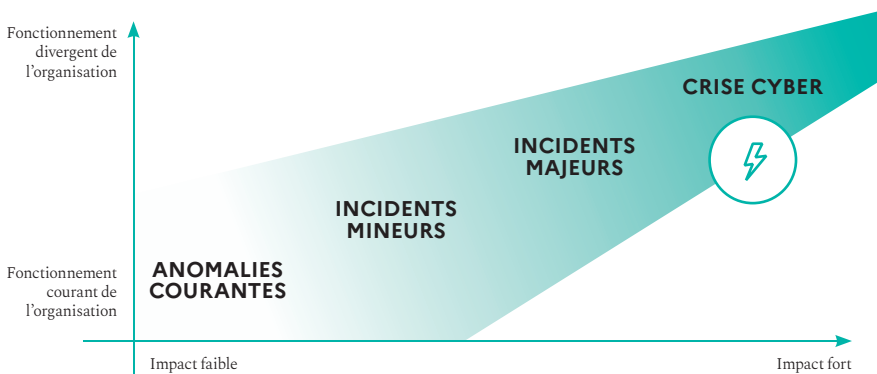 Fonctionnement
divergent de
l’organisation
CRISE CYBER
INCIDENTS
MAJEURS
INCIDENTS
MINEURS
ANOMALIES
COURANTES
Fonctionnement
courant de
l’organisation
Impact faible
Impact fort